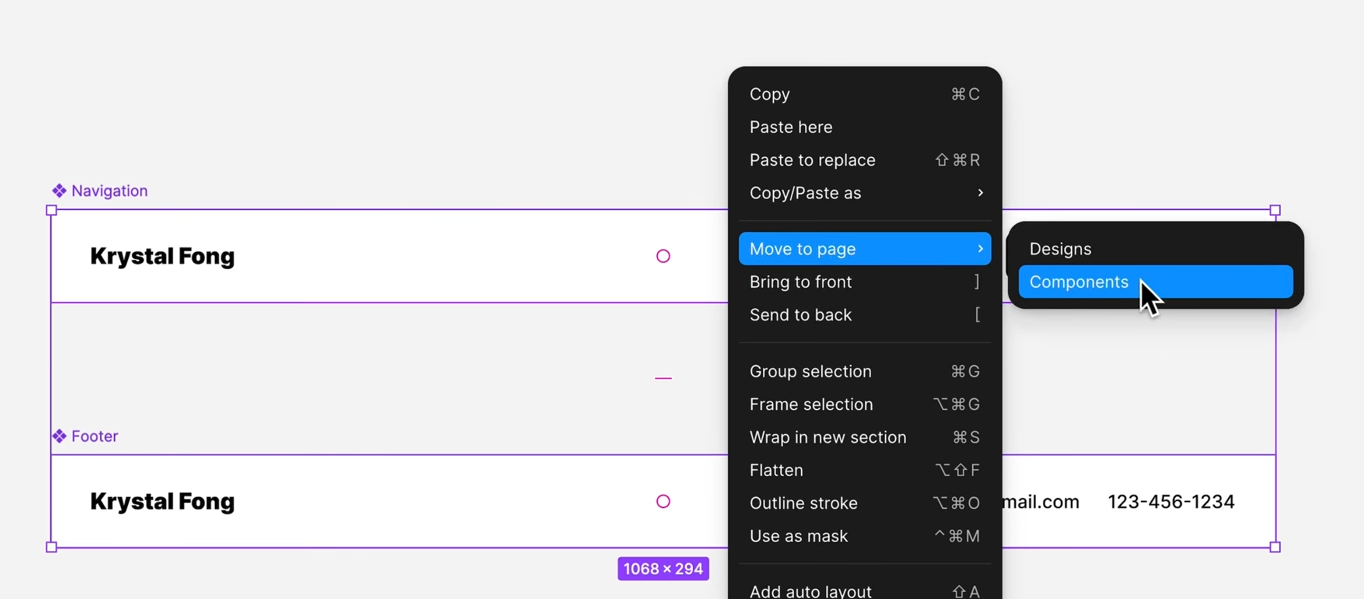 Copy ⌘C
Paste here
Paste to replace ⇧⌘R
Copy/Paste as
Navigation
Krystal Fong
Move to page
Designs
Components
Bring to front ]
Send to back [
Group selection ⌘G
Frame selection ⌥⌘G
Wrap in new section ⌘S
Footer
Flatten ⌥⇧F
Outline stroke ⌥⌘O
Krystal Fong
mail.com 123-456-1234
Use as mask ^⌘M
1068 × 294
Add auto layout ⇧A